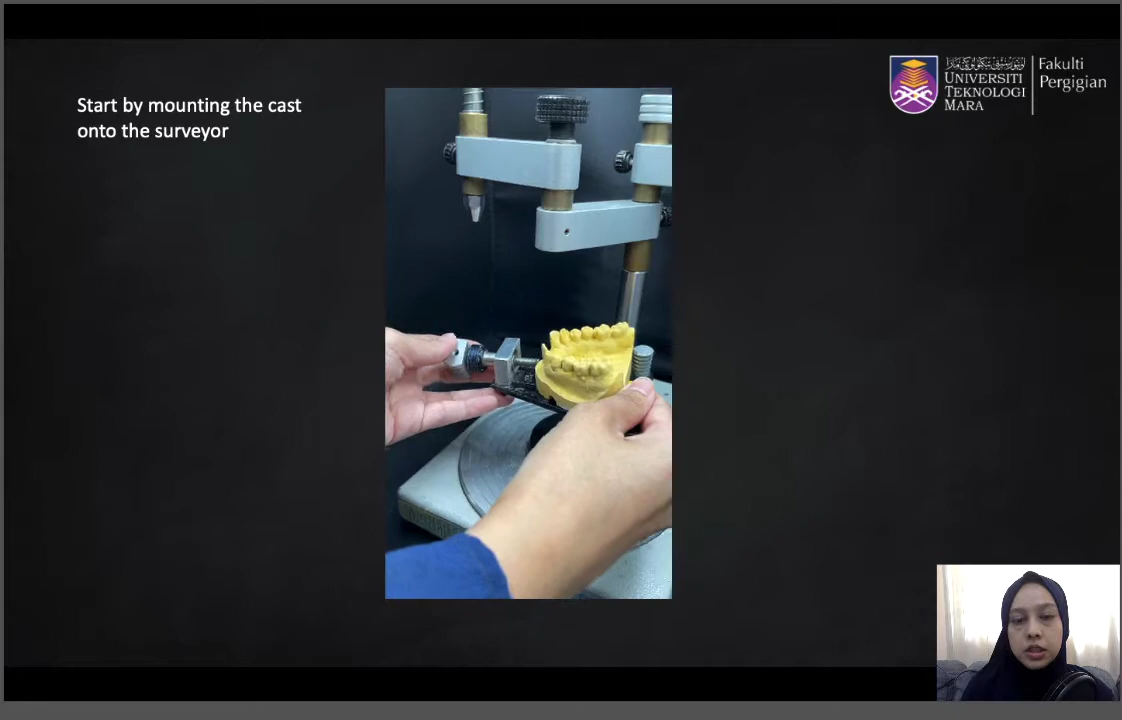 Start by mounting the cast
onto the surveyor
UNIVERSITI
TEKNOLOGI
MARA
Fakulti
Pergigian